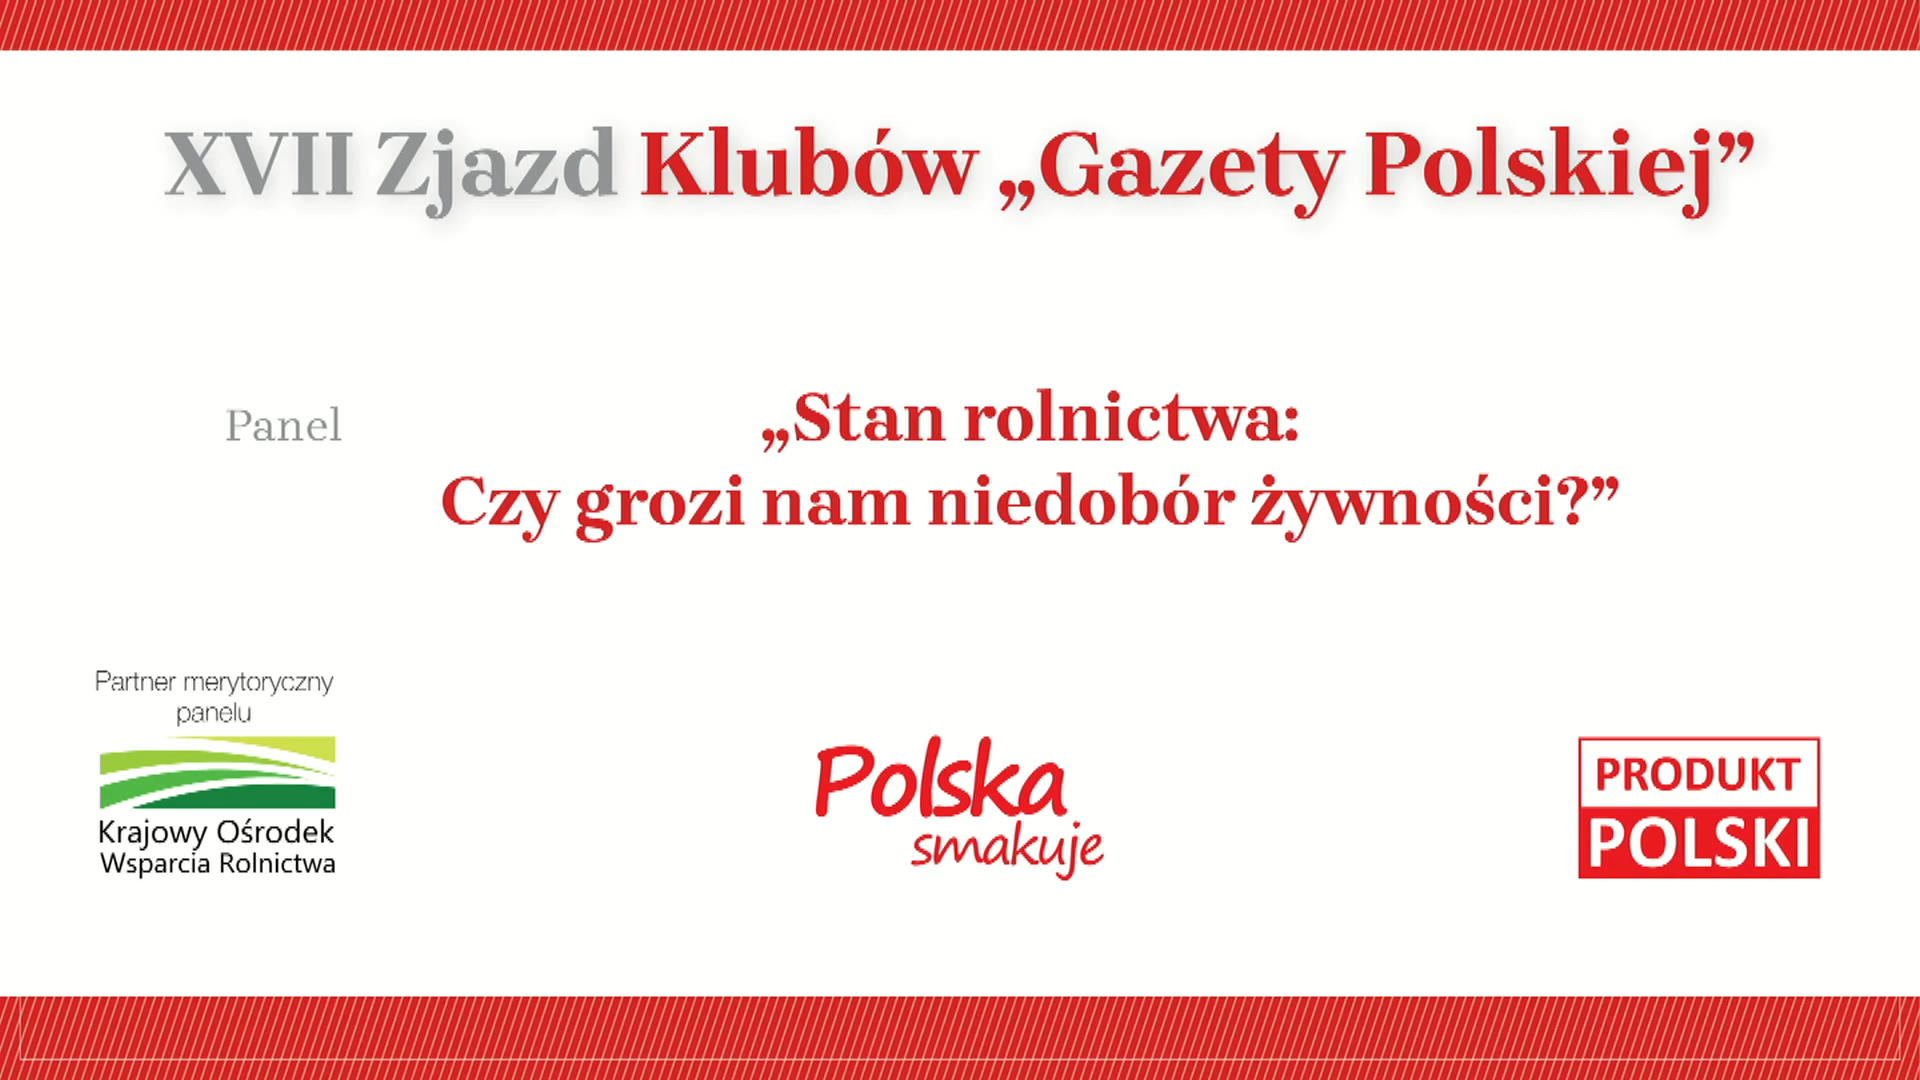 XVII Zjazd Klubów „Gazety Polskiej”
Panel
„Stan rolnictwa:
Czy grozi nam niedobór żywności?”
Partner merytoryczny
panelu
Krajowy Ośrodek
Wsparcia Rolnictwa
Polska
smakuje
PRODUKT
POLSKI